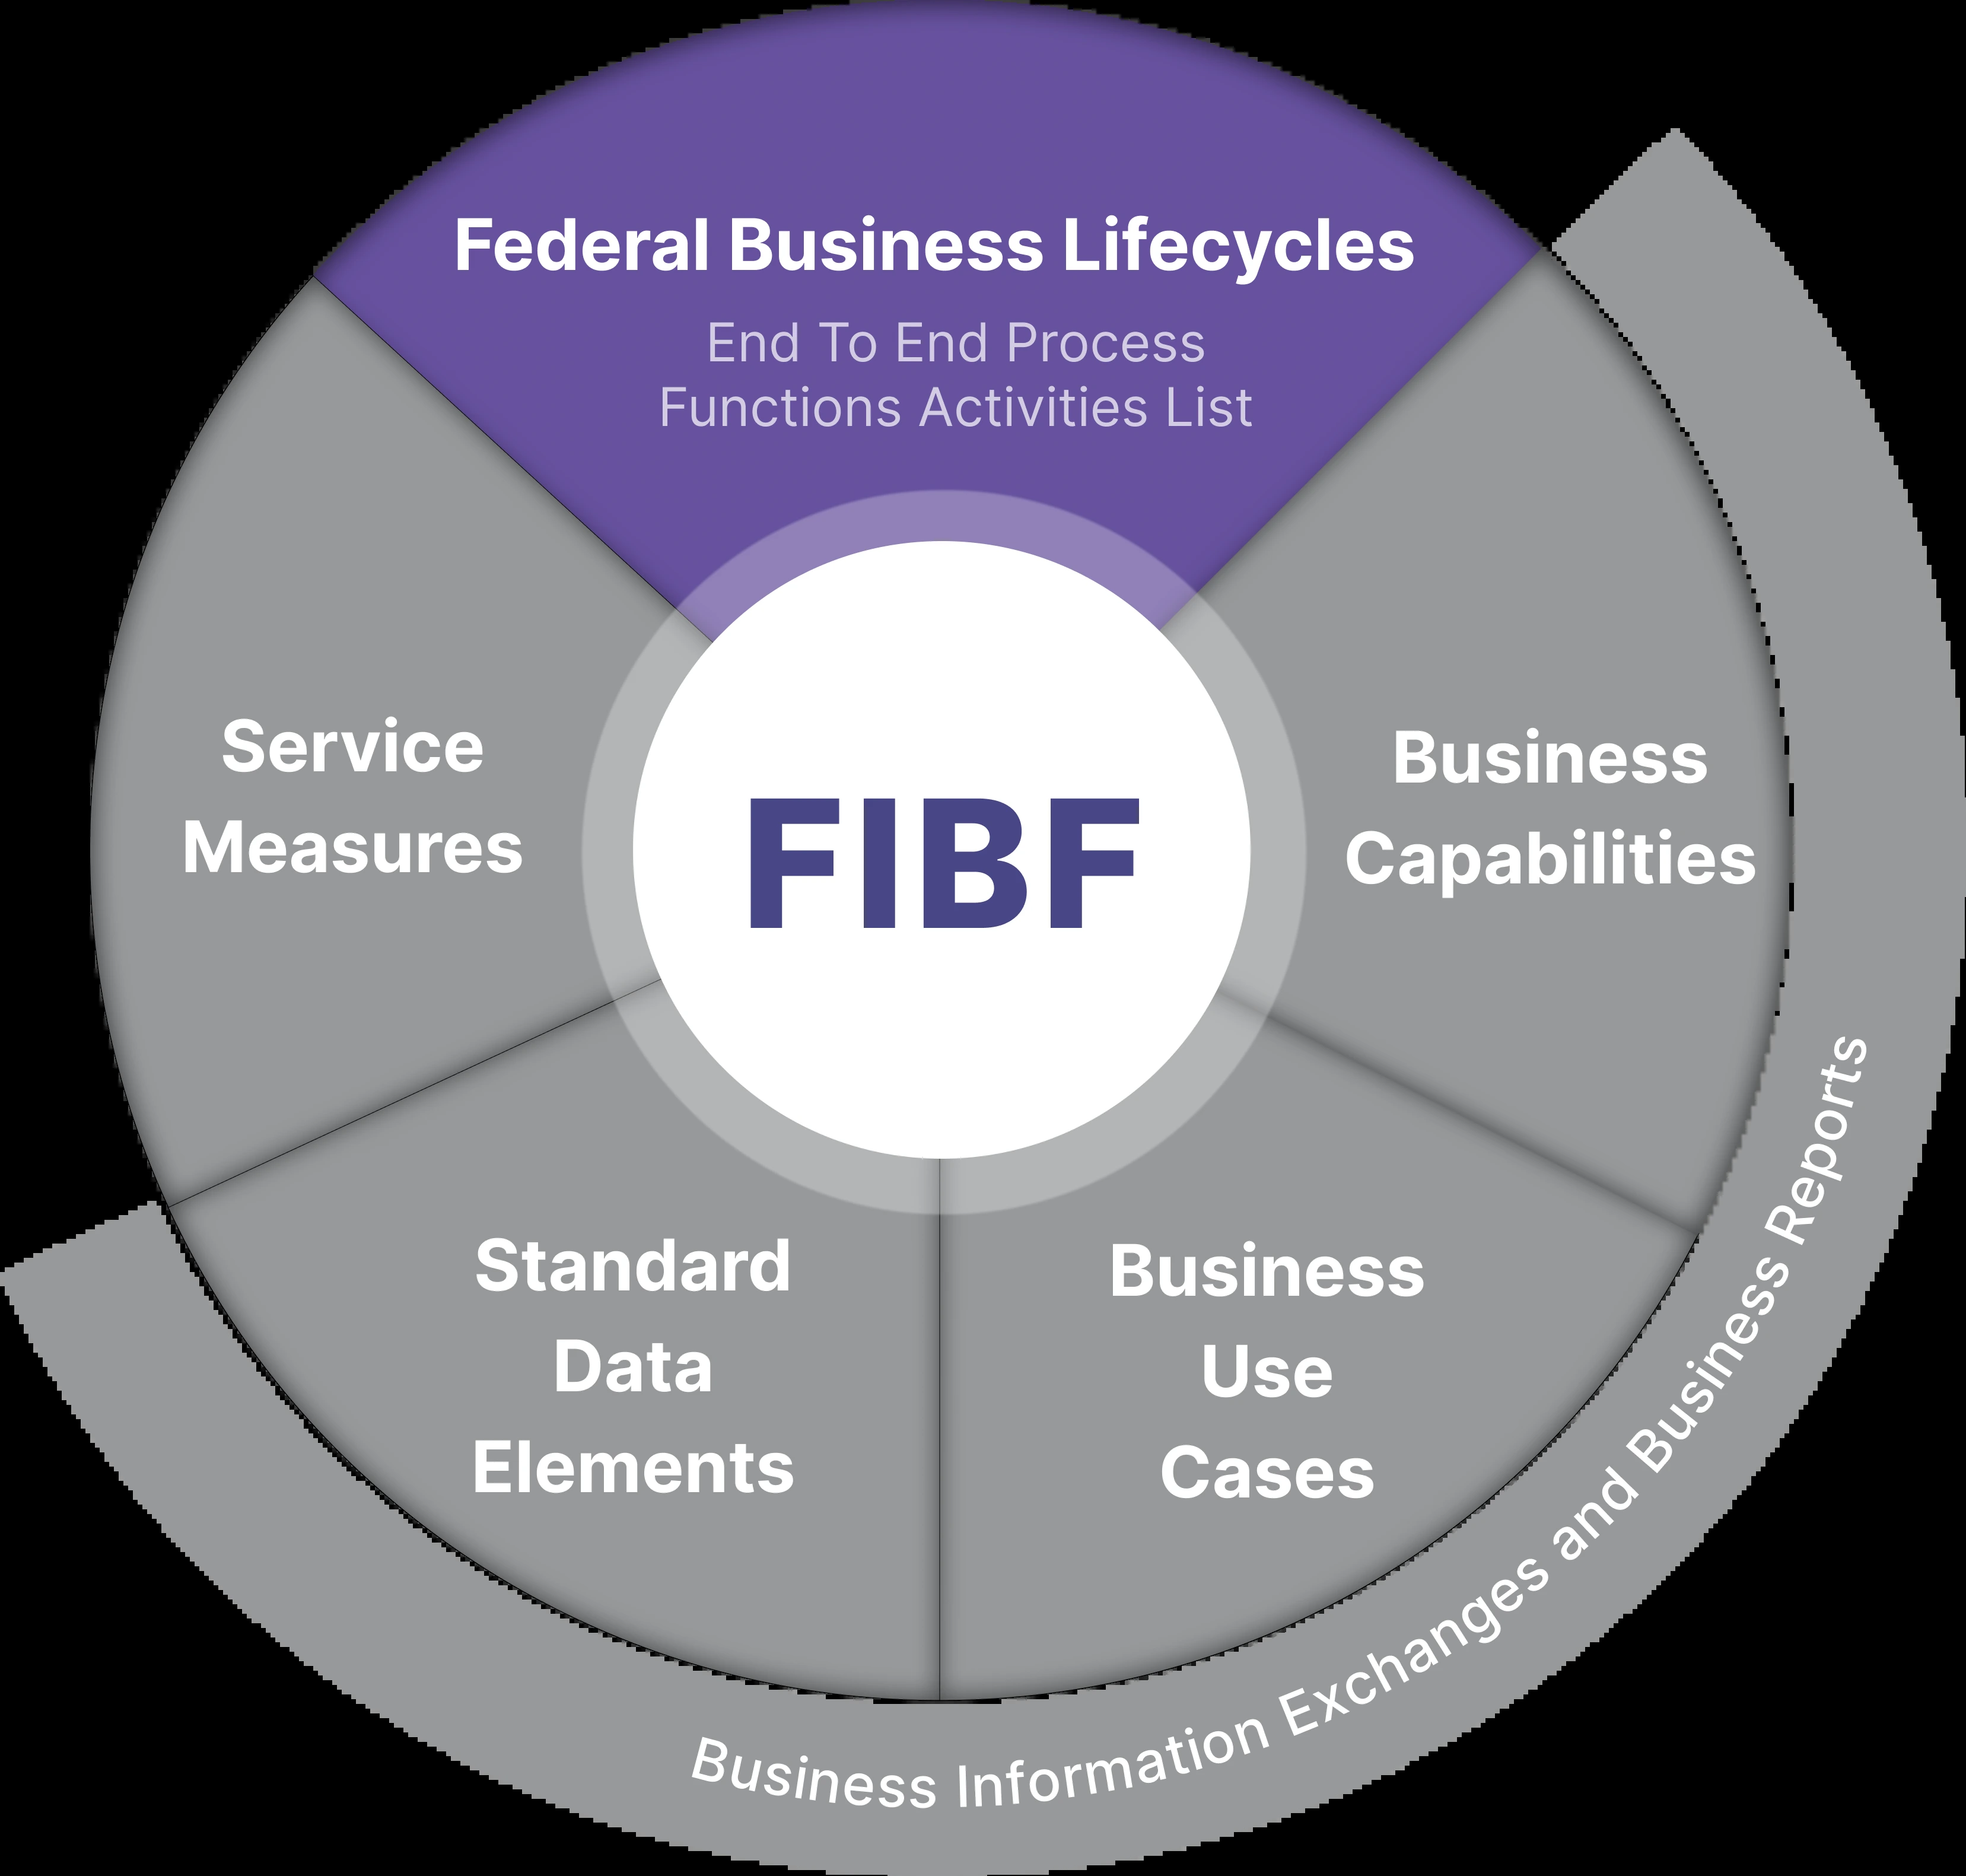 Federal Business Lifecycles
End To End Process
Functions Activities List
Service
Measures
FIBF
Business
Capabilities
Standard
Data
Elements
Business
Use
Cases
Business Information Exchanges and Business Reports